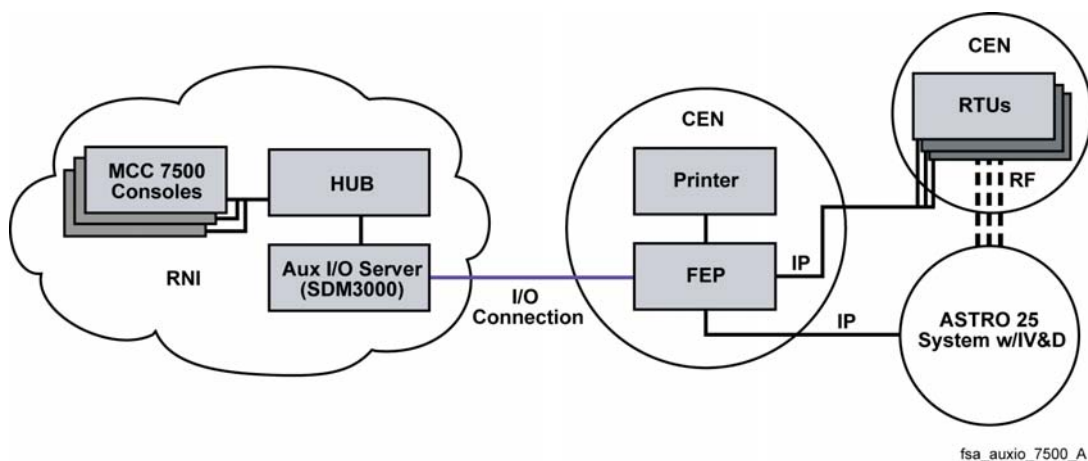 CEN
RTUs
RF
MCC 7500
Consoles
HUB
RNI
Aux I/O Server
(SDM3000)
I/O
Connection
CEN
Printer
FEP
IP
IP
ASTRO 25
System w/IV&D
fsa_auxio_7500_A